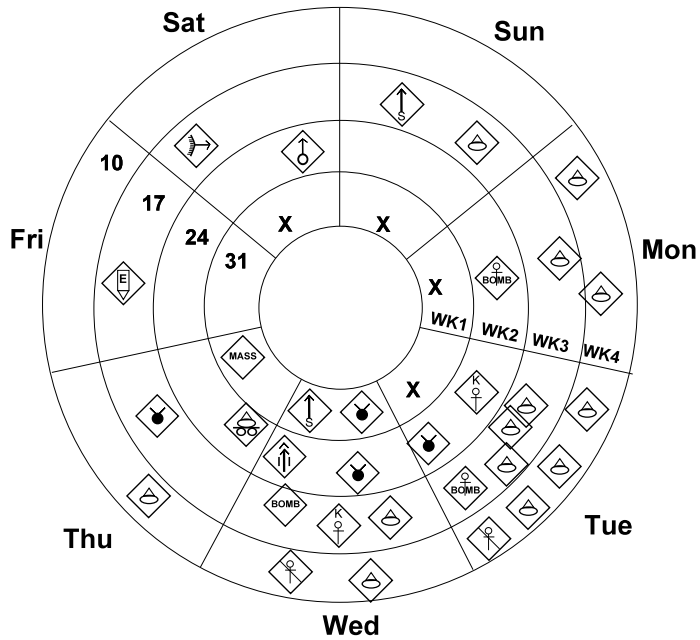 Sat
Sun
S
10
17
Fri
24
X
X
Mon
31
E
X
BOMB
WK1
WK2
WK3
WK4
MASS
X
K
S
BOMB
BOMB
K
Thu
Tue
Wed